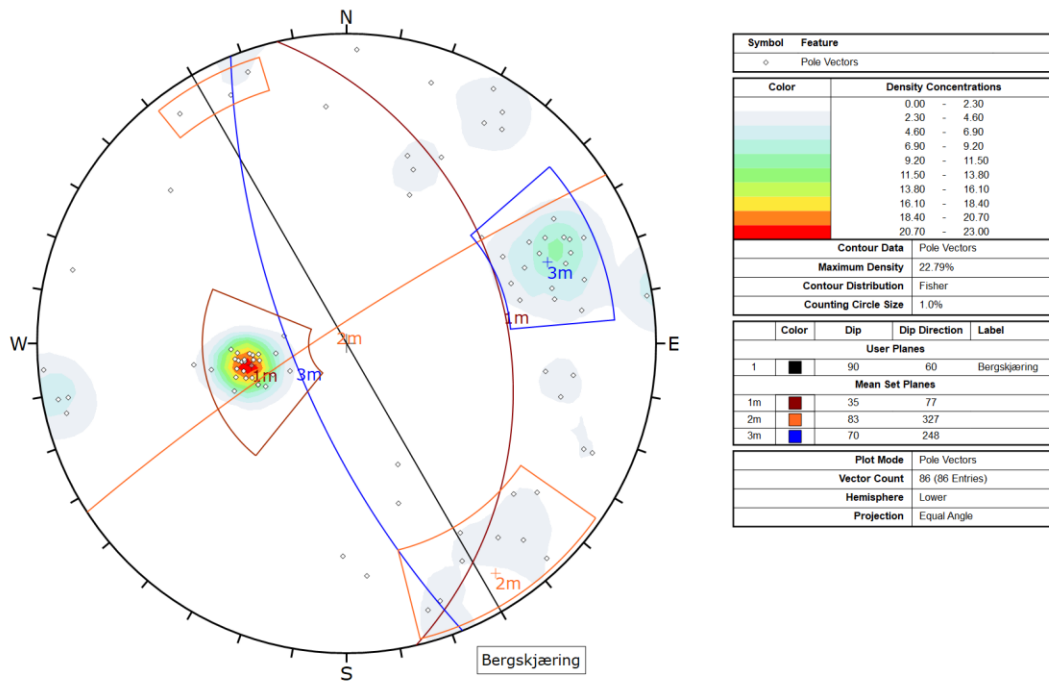 N
W
E
S
1m
2m
3m
1m
2m
3m
Bergskjæring
Symbol Feature
Pole Vectors
Color Density Concentrations
0.00 - 2.30
2.30 - 4.60
4.60 - 6.90
6.90 - 9.20
9.20 - 11.50
11.50 - 13.80
13.80 - 16.10
16.10 - 18.40
18.40 - 20.70
20.70 - 23.00
Contour Data Pole Vectors
Maximum Density 22.79%
Contour Distribution Fisher
Counting Circle Size 1.0%
Color Dip Dip Direction Label
User Planes
1 90 60 Bergskjæring
Mean Set Planes
1m 35 77
2m 83 327
3m 70 248
Plot Mode Pole Vectors
Vector Count 86 (86 Entries)
Hemisphere Lower
Projection Equal Angle